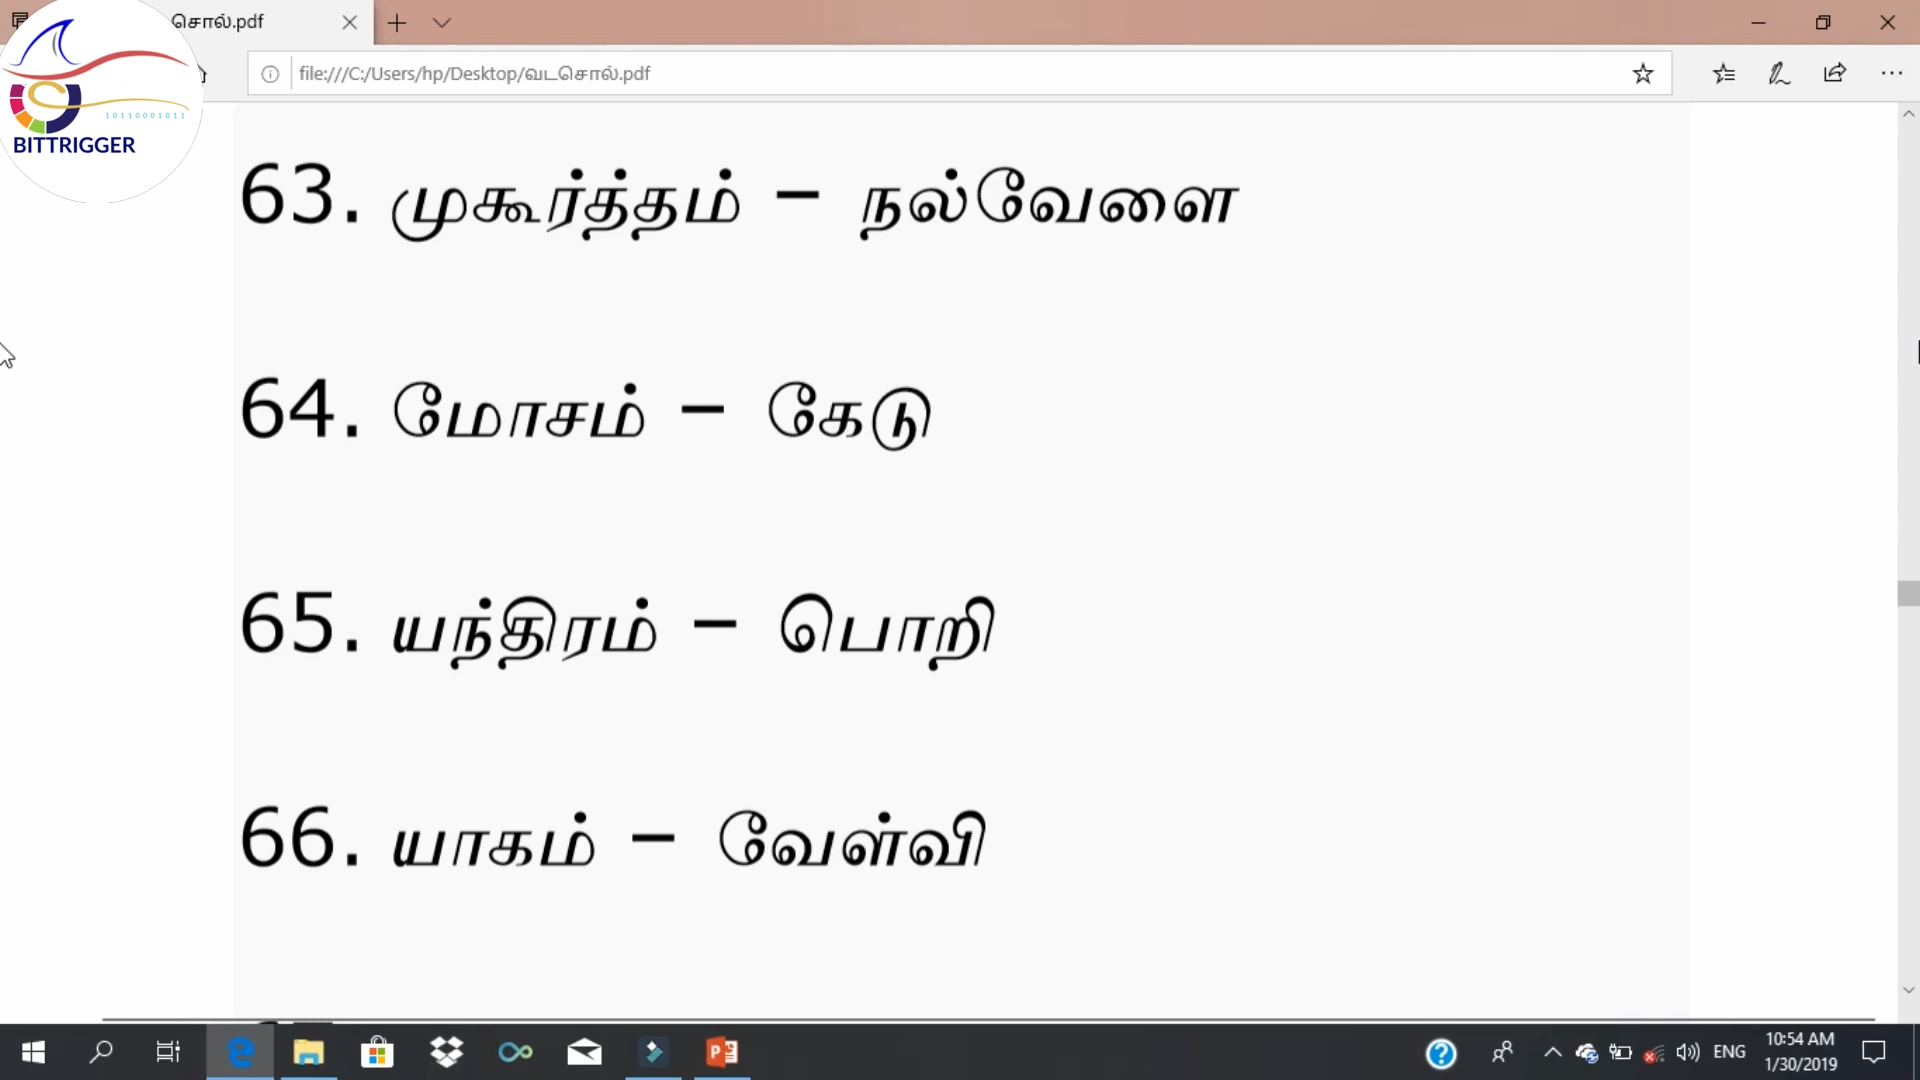 சொல்.pdf
file:///C:/Users/hp/Desktop/வடசொல்.pdf
10110001011
BITTRIGGER
63. முகூர்த்தம் – நல்வேளை
64. மோசம் – கேடு
65. யந்திரம் – பொறி
66. யாகம் – வேள்வி
ENG
10:54 AM
1/30/2019